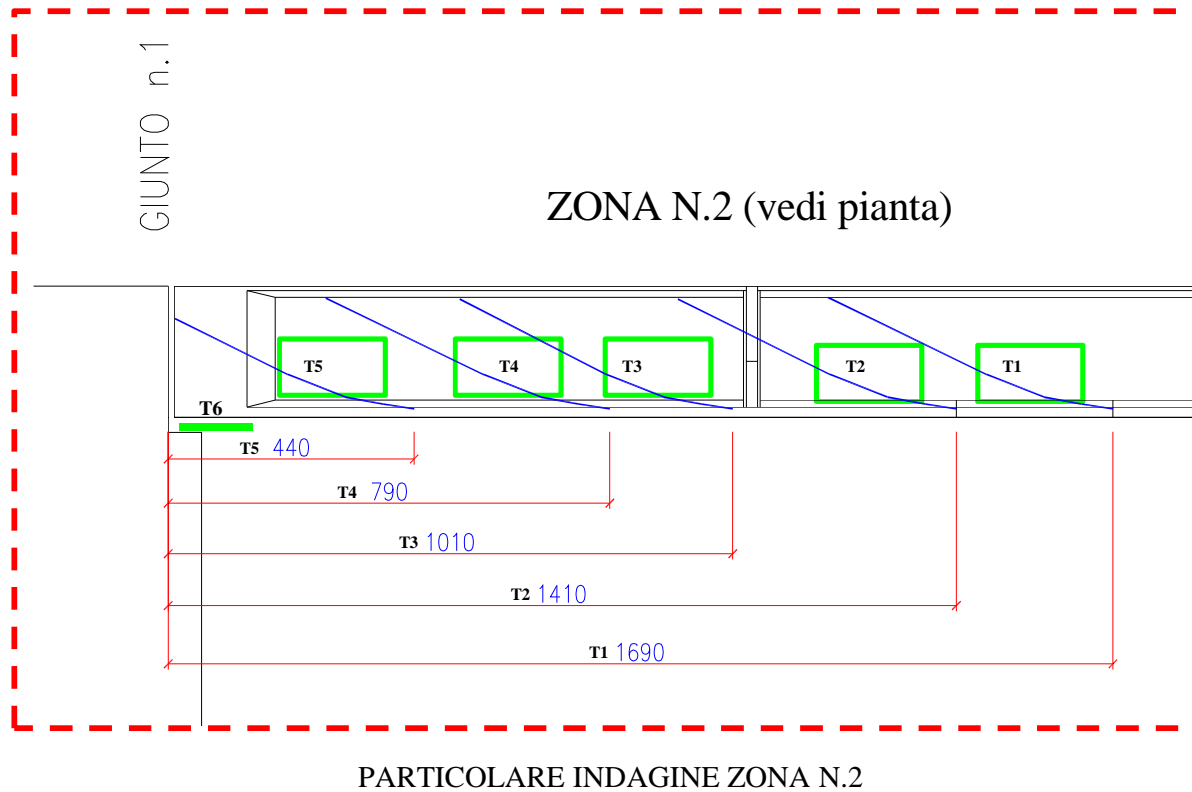 GIUNTO n.1
ZONA N.2 (vedi pianta)
T5
T4
T3
T2
T1
T6
T5 440
T4 790
T3 1010
T2 1410
T1 1690
PARTICOLARE INDAGINE ZONA N.2